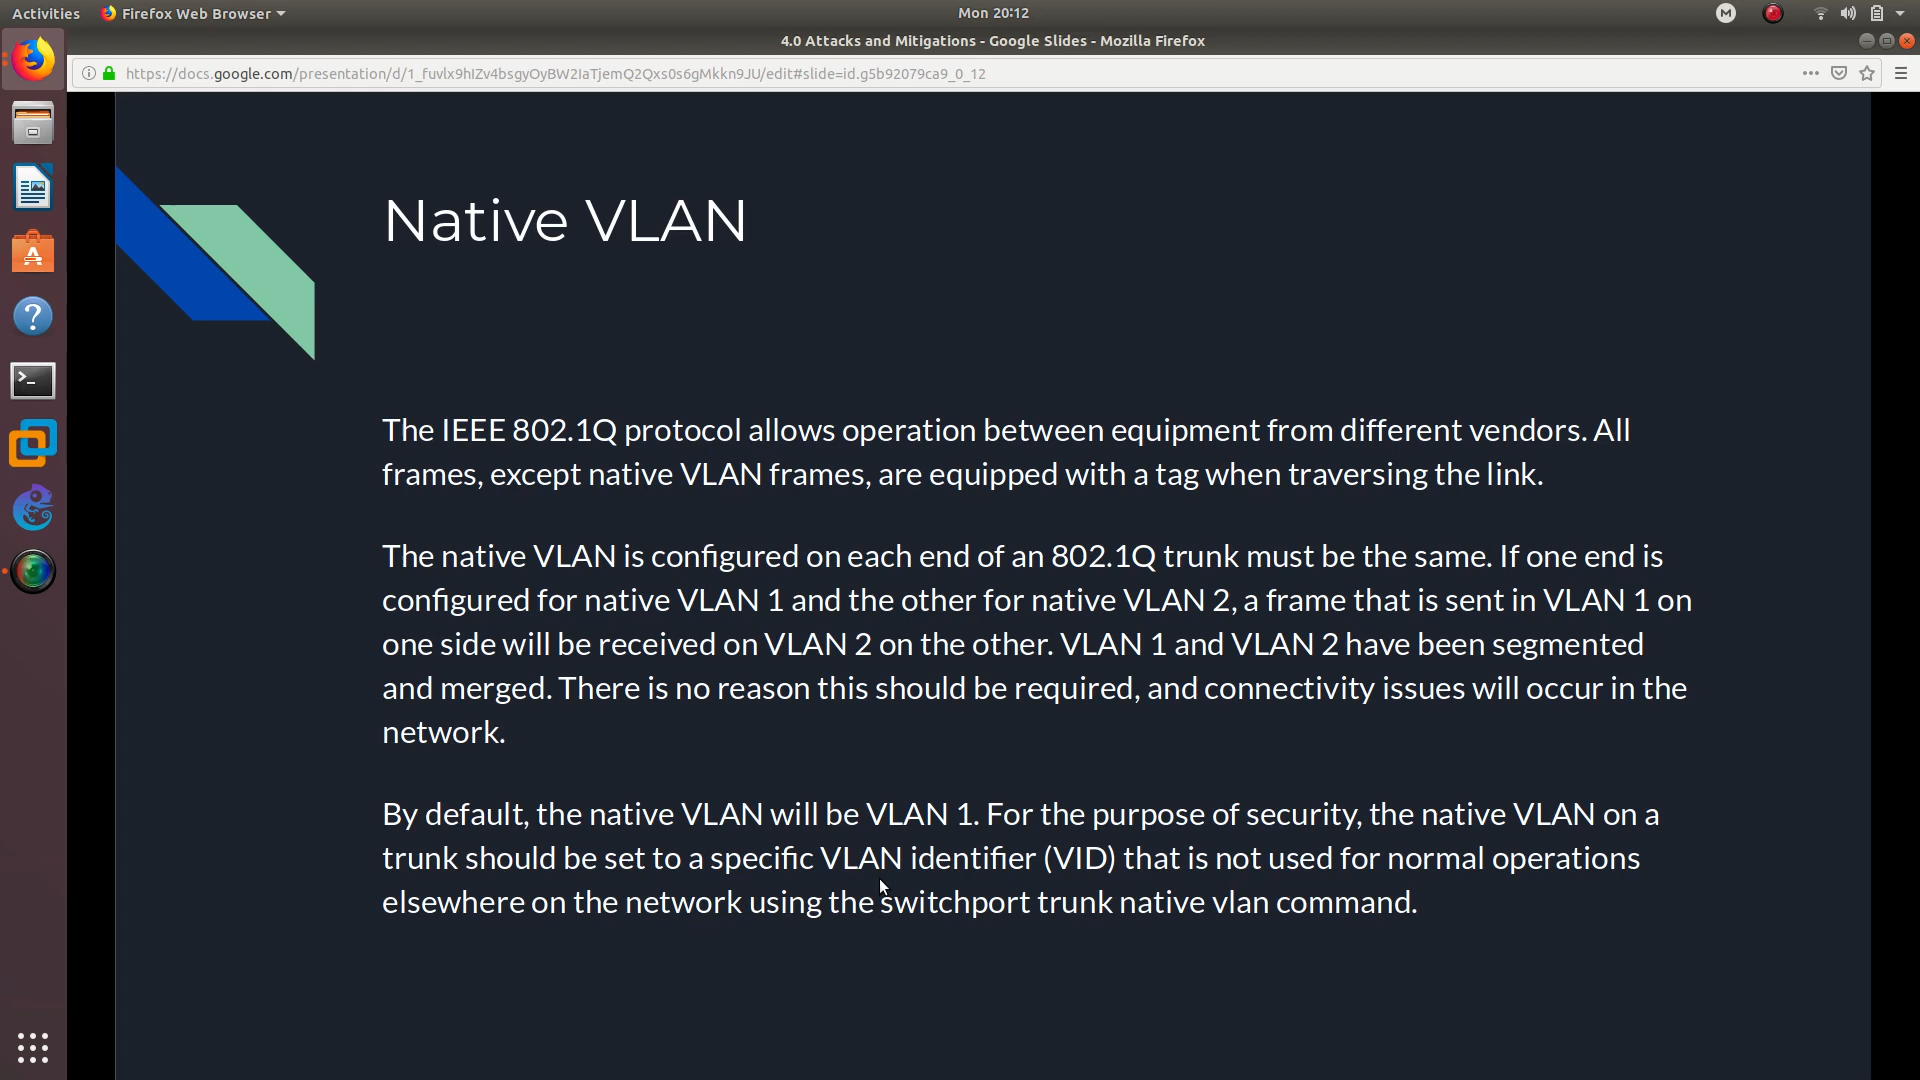 Activities Firefox Web Browser Mon 20:12
4.0 Attacks and Mitigations - Google Slides - Mozilla Firefox
https://docs.google.com/presentation/d/1_fuvlx9hIZv4bsgyOyBW2IaTjemQ2Qxs0s6gMkkn9JU/edit#slide=id.g5b92079ca9_0_12
Native VLAN
The IEEE 802.1Q protocol allows operation between equipment from different vendors. All
frames, except native VLAN frames, are equipped with a tag when traversing the link.
The native VLAN is configured on each end of an 802.1Q trunk must be the same. If one end is
configured for native VLAN 1 and the other for native VLAN 2, a frame that is sent in VLAN 1 on
one side will be received on VLAN 2 on the other. VLAN 1 and VLAN 2 have been segmented
and merged. There is no reason this should be required, and connectivity issues will occur in the
network.
By default, the native VLAN will be VLAN 1. For the purpose of security, the native VLAN on a
trunk should be set to a specific VLAN identifier (VID) that is not used for normal operations
elsewhere on the network using the switchport trunk native vlan command.